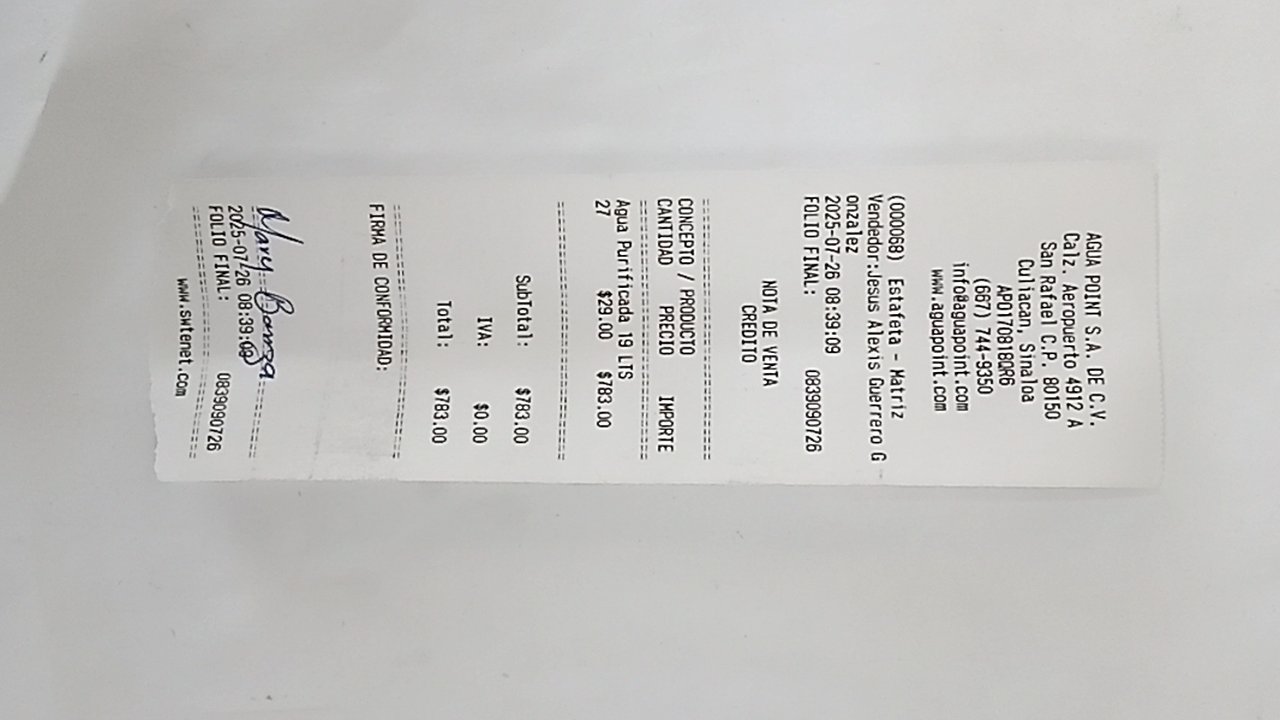 AGUA POINT S.A. DE C.V.
Calz. Aeropuerto 4912 A
San Rafael C.P. 80150
Culiacan, Sinaloa
APO170818QR6
(667) 744-9350
info@aguapoint.com
www.aguapoint.com
(000068) Estafeta - Matriz
Vendedor:Jesus Alexis Guerrero G
onzalez
2025-07-26 08:39:09
FOLIO FINAL: 0839090726
NOTA DE VENTA
CREDITO
================================
CONCEPTO / PRODUCTO
CANTIDAD PRECIO IMPORTE
================================
Agua Purificada 19 LTS
27 $29.00 $783.00
================================
SubTotal: $783.00
IVA: $0.00
Total: $783.00
================================
FIRMA DE CONFORMIDAD:
Mary
================================
2025-07-26 08:39:09
FOLIO FINAL: 0839090726
================================
www.swtenet.com